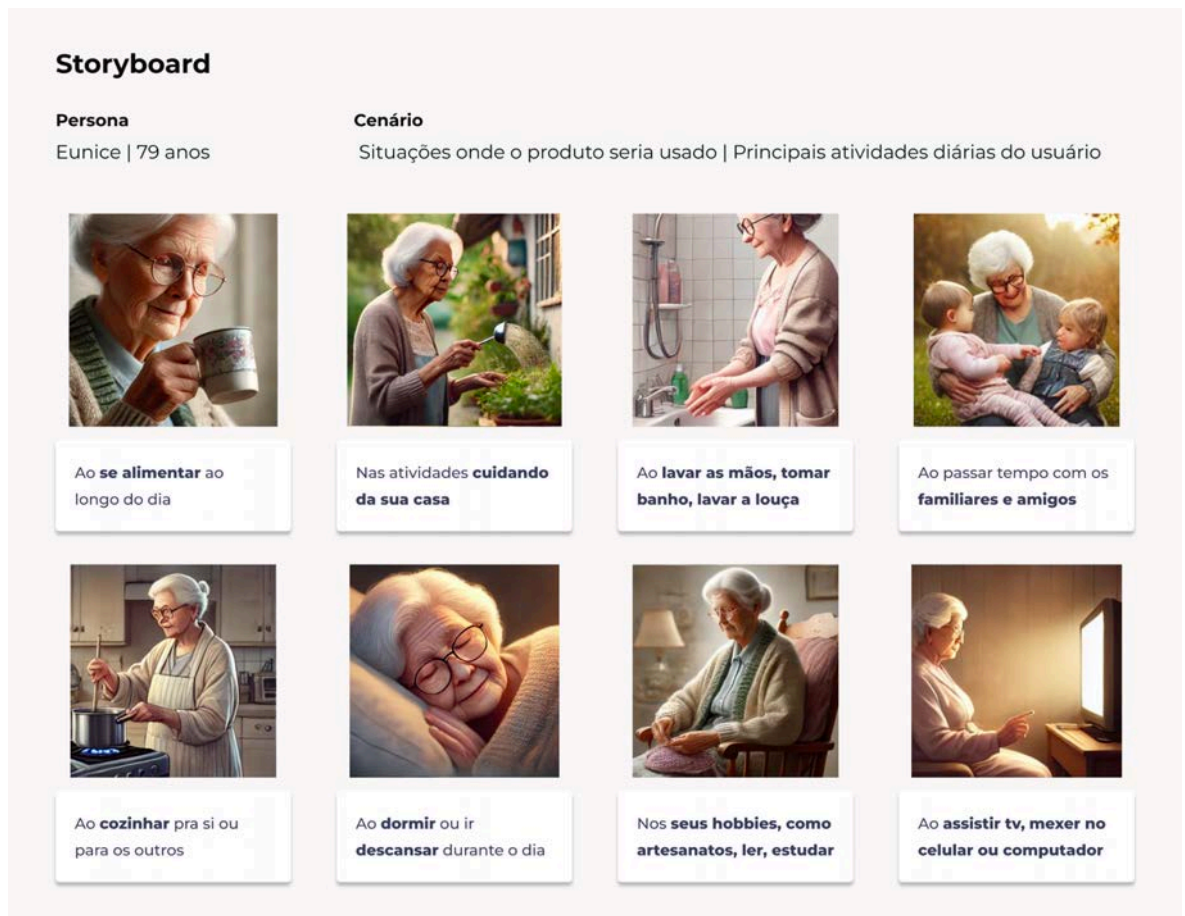 Storyboard
Persona
Cenário
Eunice | 79 anos
Situações onde o produto seria usado | Principais atividades diárias do usuário
Ao se alimentar ao
longo do dia
Nas atividades cuidando
da sua casa
Ao lavar as mãos, tomar
banho, lavar a louça
Ao passar tempo com os
familiares e amigos
Ao cozinhar pra si ou
para os outros
Ao dormir ou ir
descansar durante o dia
Nos seus hobbies, como
artesanatos, ler, estudar
Ao assistir tv, mexer no
celular ou computador